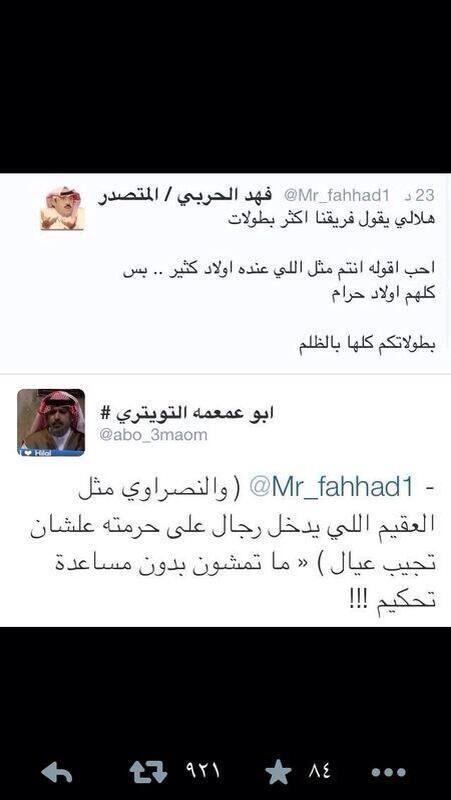 فهد الحربي / المتصدر @Mr_fahhad1 23 د
هلالي يقول فريقنا اكثر بطولات
احب اقوله انتم مثل اللي عنده اولاد كثير .. بس
كلهم اولاد حرام
بطولاتكم كلها بالظلم
ابو عمعمه التويتري #
@abo_3maom
Hilal
- @Mr_fahhad1 ( والنصراوي مثل
العقيم اللي يدخل رجال على حرمته علشان
تجيب عيال ) « ما تمشون بدون مساعدة
تحكيم !!!
٩٢١ ٨٤